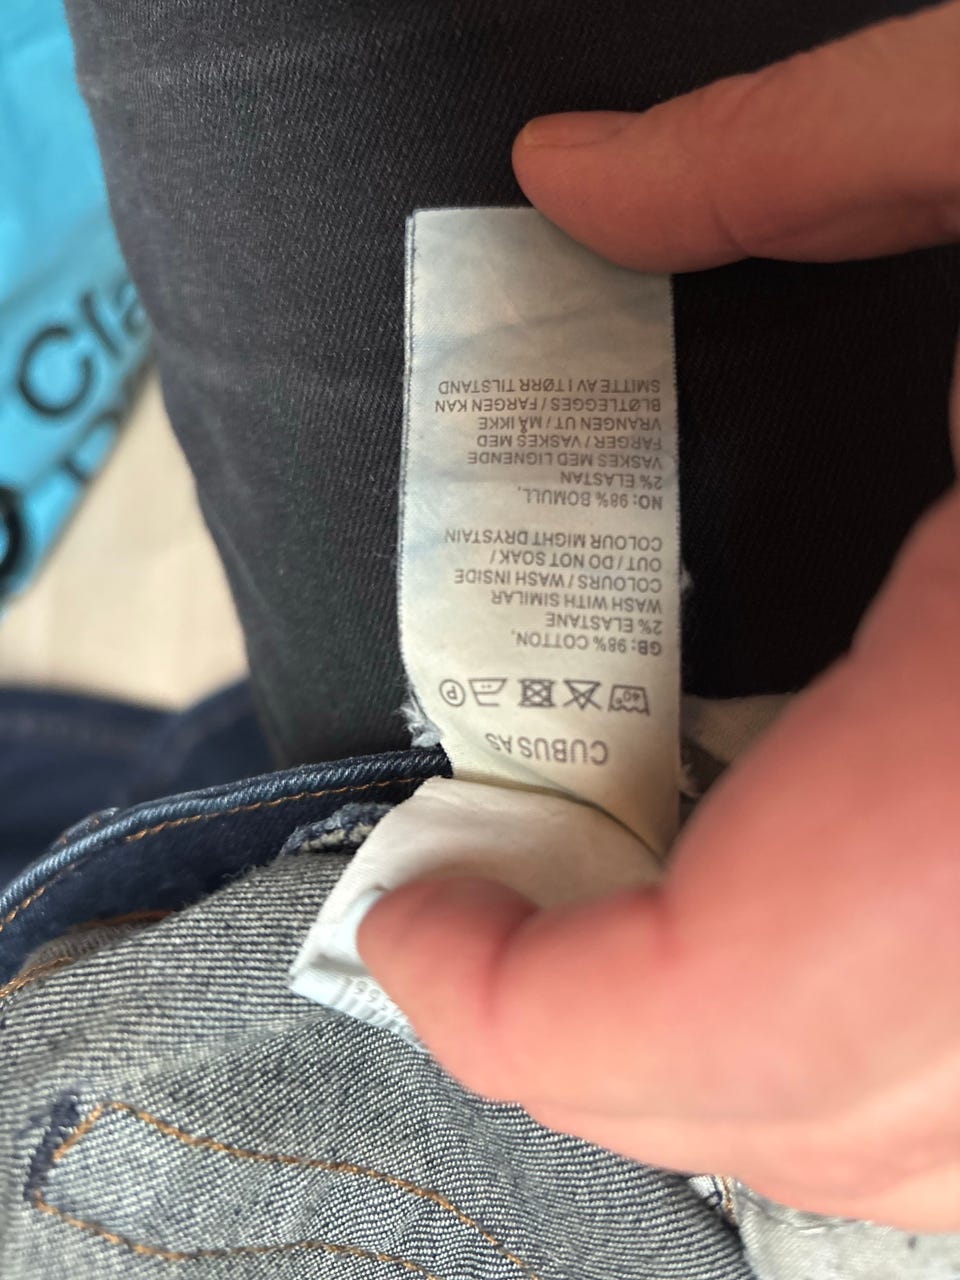 CUBUS AS
40°
P
GB: 98% COTTON,
2% ELASTANE
WASH WITH SIMILAR
COLOURS / WASH INSIDE
OUT / DO NOT SOAK /
COLOUR MIGHT DRYSTAIN
NO: 98% BOMULL,
2% ELASTAN
VASKES MED LIGNENDE
FARGER / VASKES MED
VRANGEN UT / MÅ IKKE
BLØTLEGGES / FARGEN KAN
SMITTE AV I TØRR TILSTAND
Cla